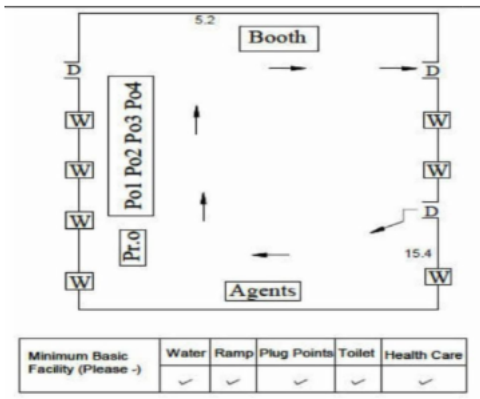 5.2
Booth
D
D
W
W
W
W
Po1 Po2 Po3 Po4
Pr.o
W
W
D
15.4
W
Agents
Minimum Basic Facility (Please -)
Water Ramp Plug Points Toilet Health Care
✓ ✓ ✓ ✓ ✓